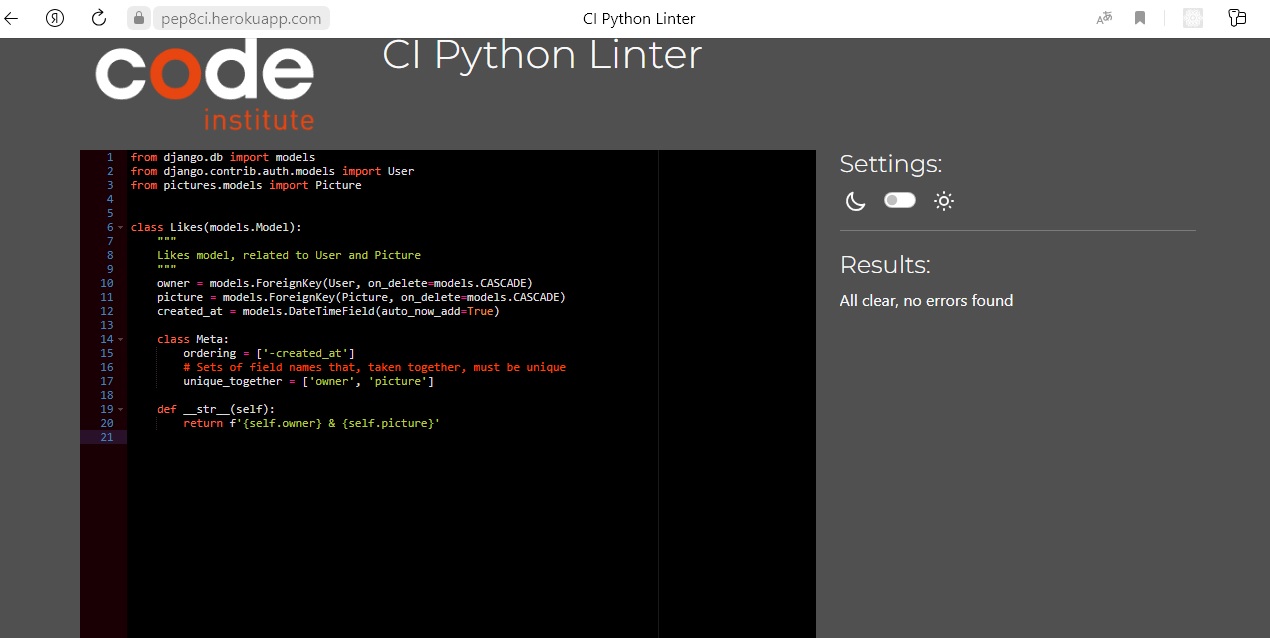 pep8ci.herokuapp.com
CI Python Linter
code
institute
CI Python Linter
1 from django.db import models
2 from django.contrib.auth.models import User
3 from pictures.models import Picture
4
5
6 class Likes(models.Model):
7     """
8     Likes model, related to User and Picture
9     """
10     owner = models.ForeignKey(User, on_delete=models.CASCADE)
11     picture = models.ForeignKey(Picture, on_delete=models.CASCADE)
12     created_at = models.DateTimeField(auto_now_add=True)
13
14     class Meta:
15         ordering = ['-created_at']
16         # Sets of field names that, taken together, must be unique
17         unique_together = ['owner', 'picture']
18
19     def __str__(self):
20         return f'{self.owner} & {self.picture}'
21
Settings:
Results:
All clear, no errors found